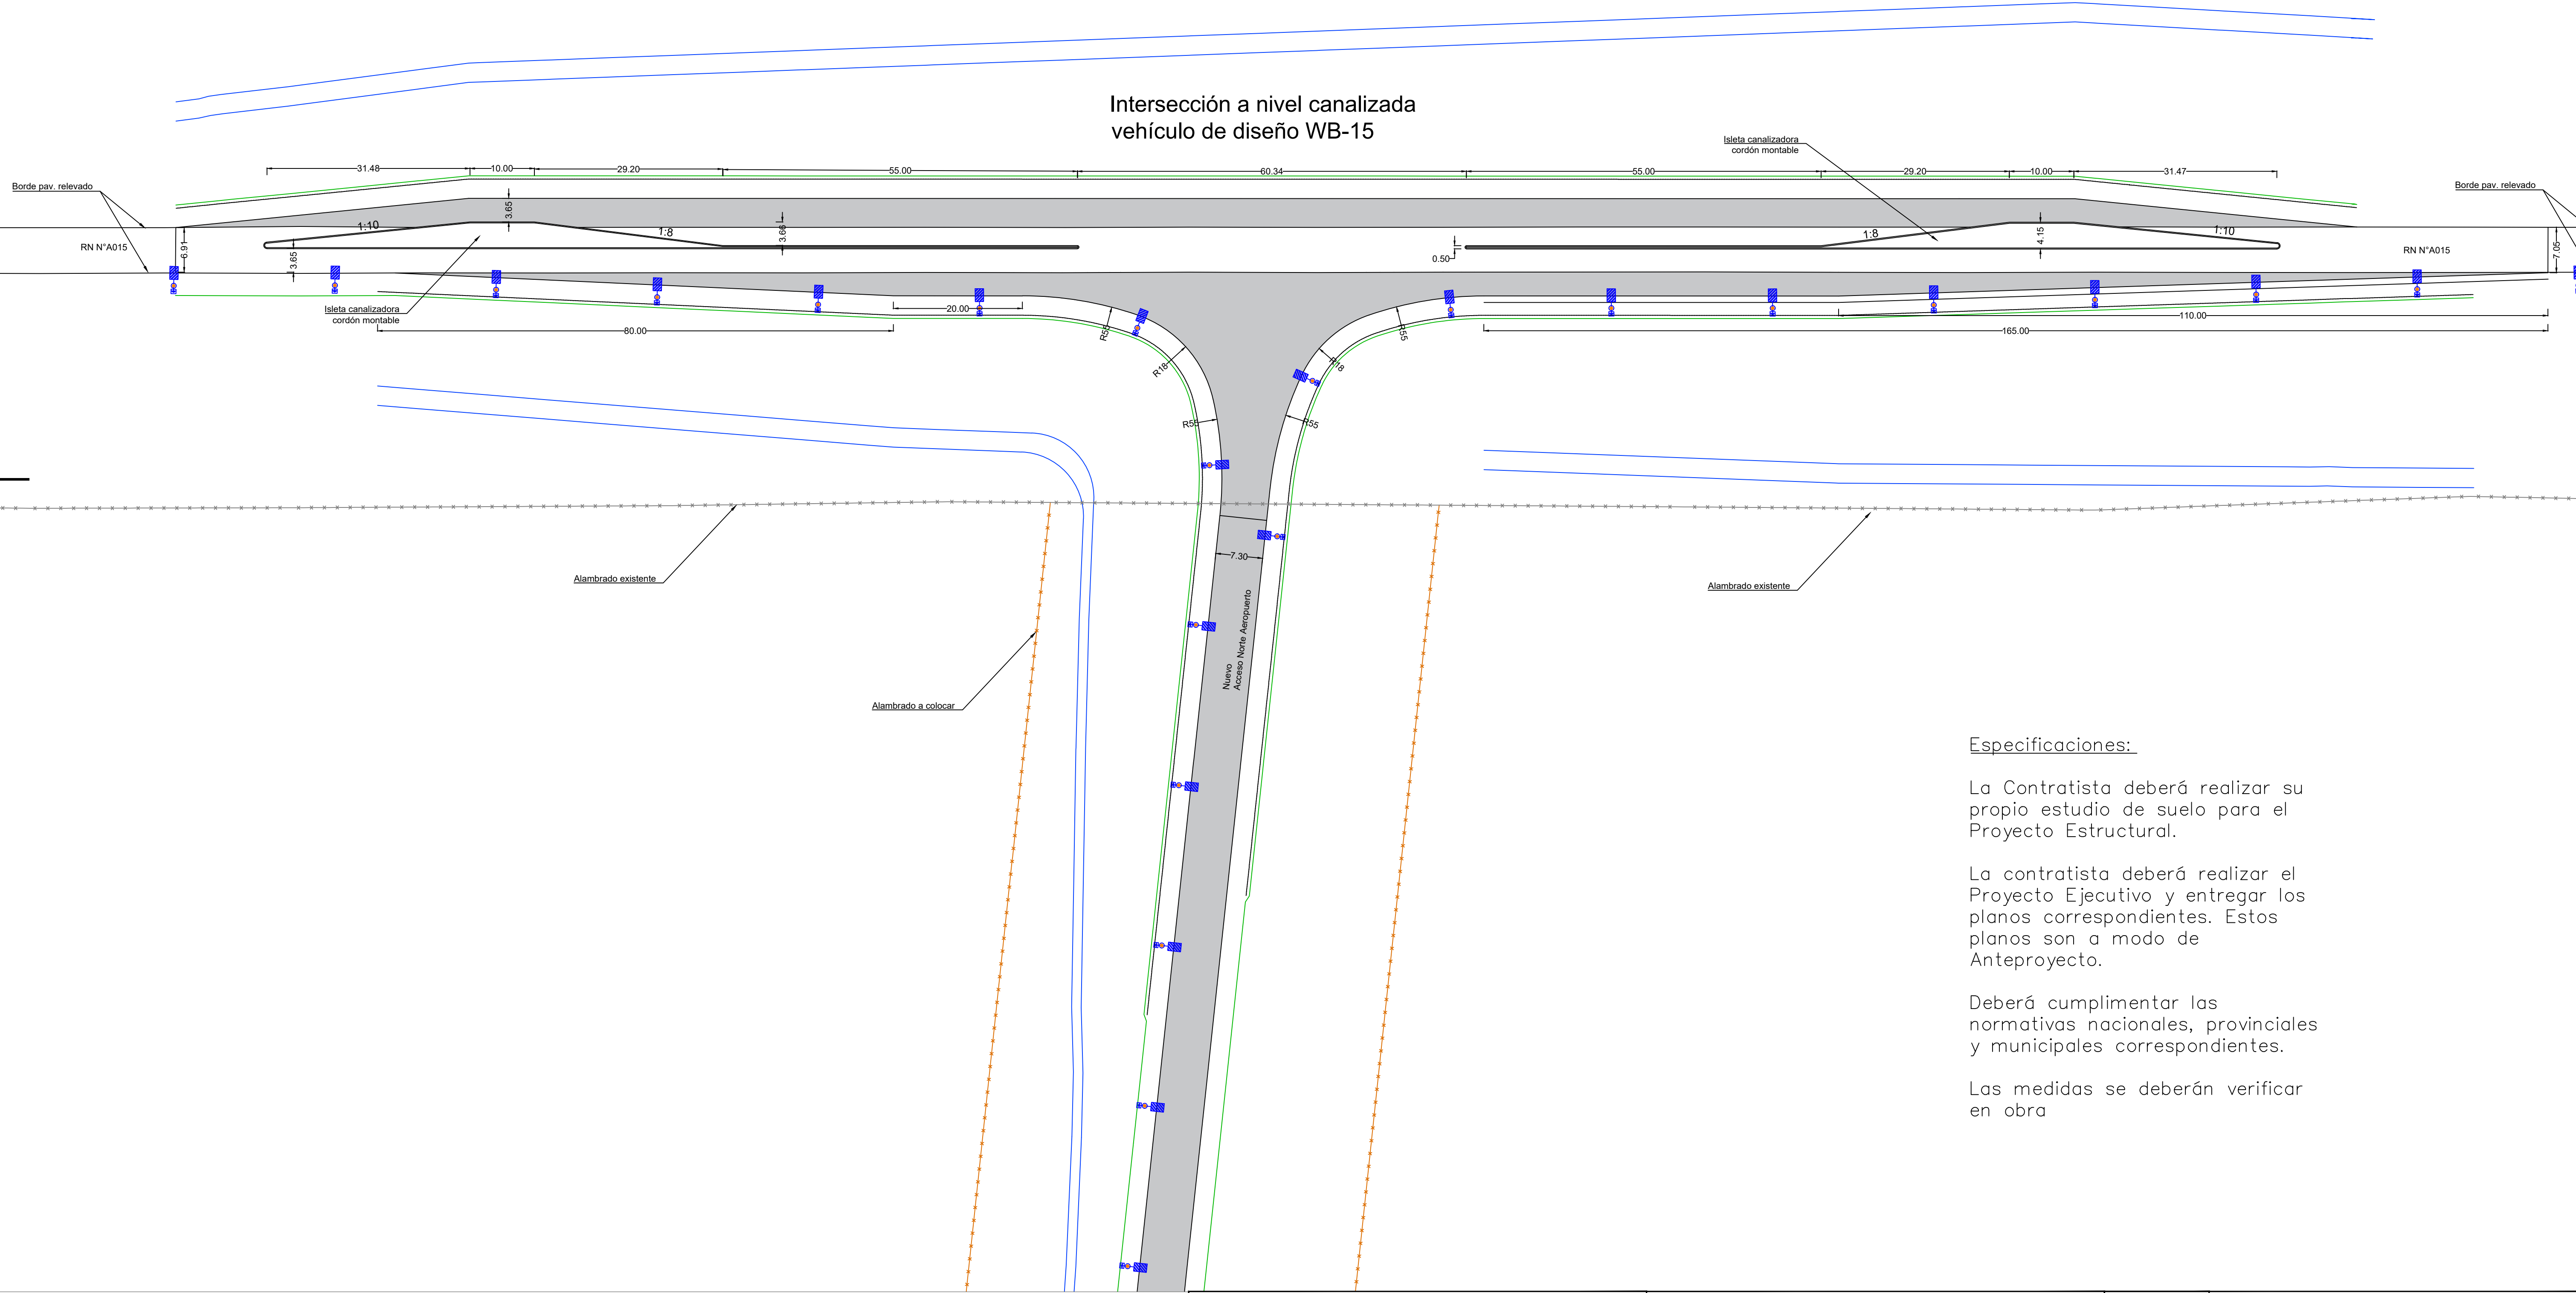 Intersección a nivel canalizada
vehículo de diseño WB-15
Isleta canalizadora
cordón montable
31.48
10.00
29.20
55.00
60.34
55.00
29.20
10.00
31.47
Borde pav. relevado
Borde pav. relevado
3.65
1:10
1:8
3.66
1:8
4.15
1:10
RN N°A015
6.91
3.65
0.50
RN N°A015
7.05
Isleta canalizadora
cordón montable
20.00
80.00
110.00
165.00
R55
R18
R55
R55
R18
R55
7.30
Alambrado existente
Alambrado existente
Nuevo
Acceso Norte Aeropuerto
Alambrado a colocar
Especificaciones:
La Contratista deberá realizar su
propio estudio de suelo para el
Proyecto Estructural.
La contratista deberá realizar el
Proyecto Ejecutivo y entregar los
planos correspondientes. Estos
planos son a modo de
Anteproyecto.
Deberá cumplimentar las
normativas nacionales, provinciales
y municipales correspondientes.
Las medidas se deberán verificar
en obra